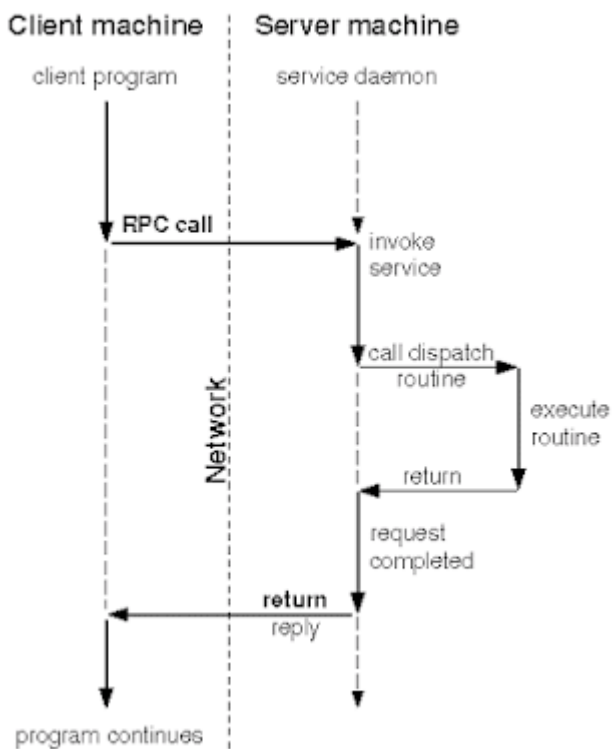 Client machine
Server machine
client program
service daemon
RPC call
invoke
service
call dispatch
routine
execute
routine
Network
return
request
completed
return
reply
program continues